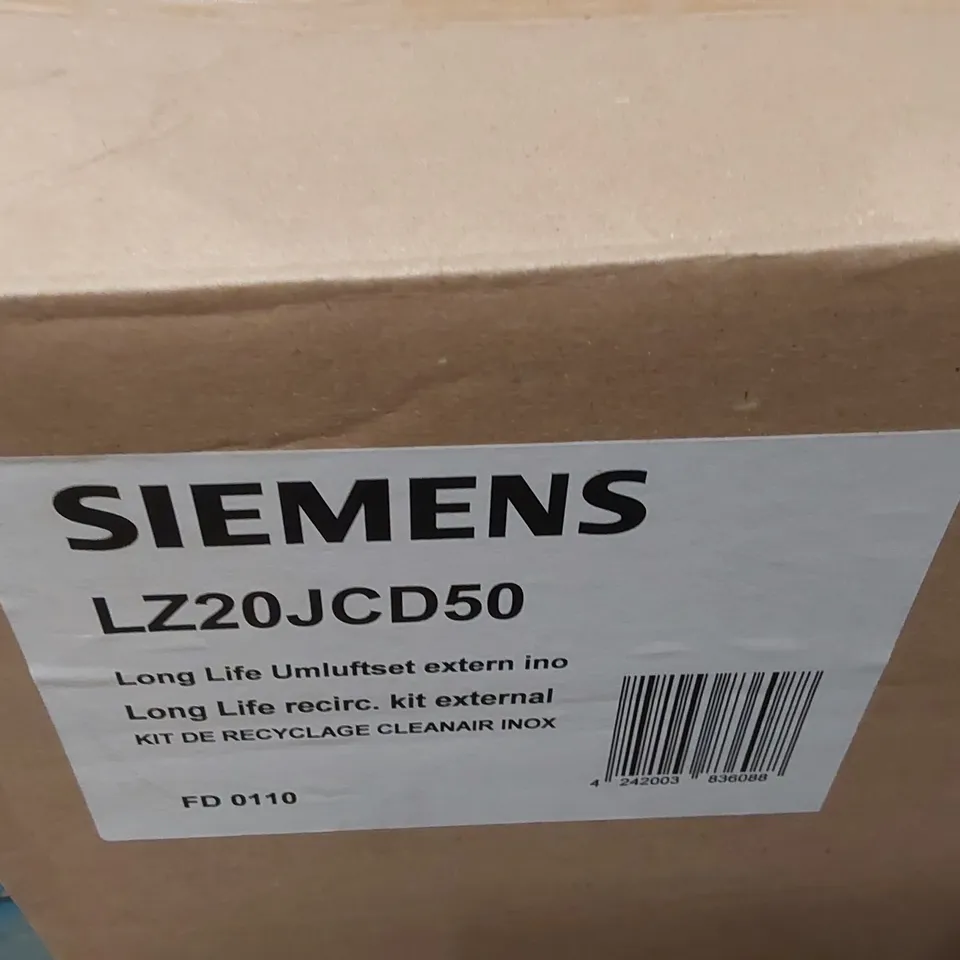 SIEMENS
LZ20JCD50
Long Life Umluftset extern ino
Long Life recirc. kit external
KIT DE RECYCLAGE CLEANAIR INOX
FD 0110
4 242003 836088